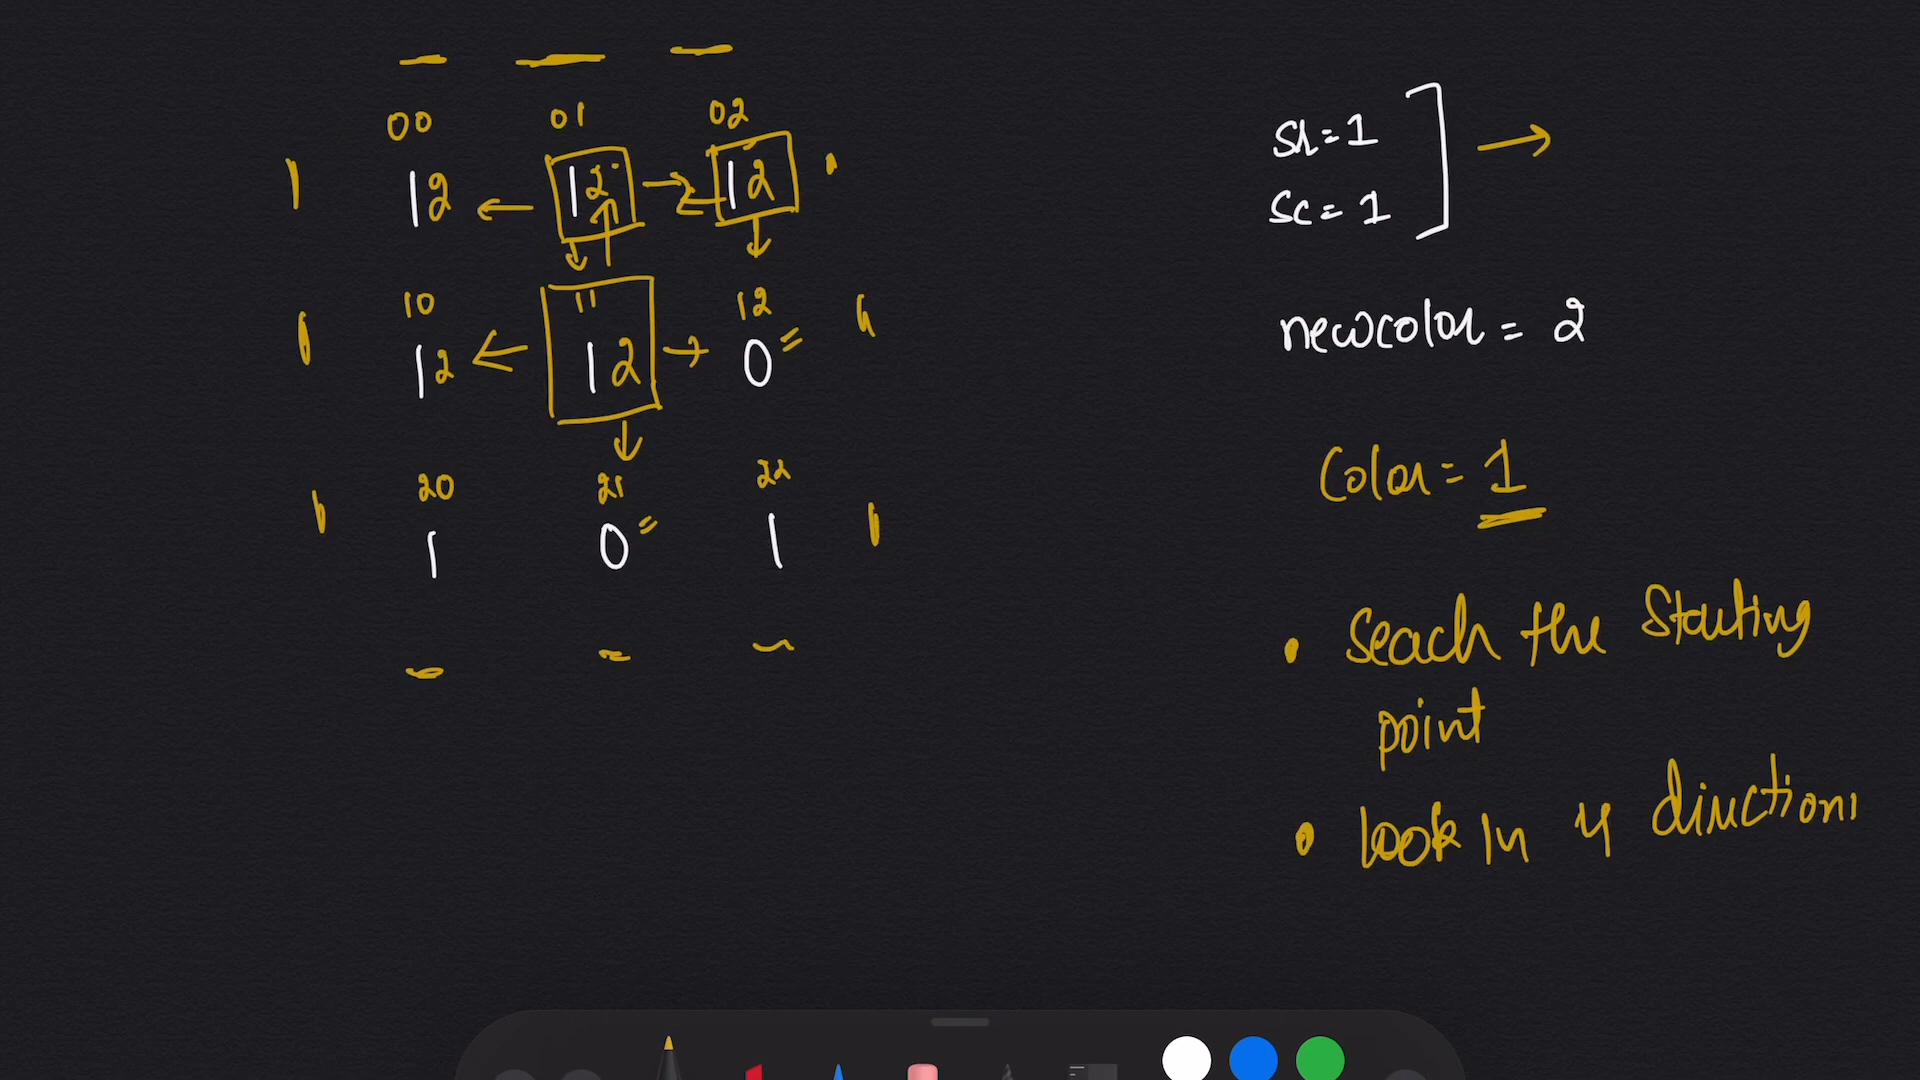 00 01 02
12 12 12
10 11 12
12 12 0
20 21 22
1 0 1
sr=1
sc=1
newcolor = 2
Color = 1
• reach the starting
point
• look in 4 directions